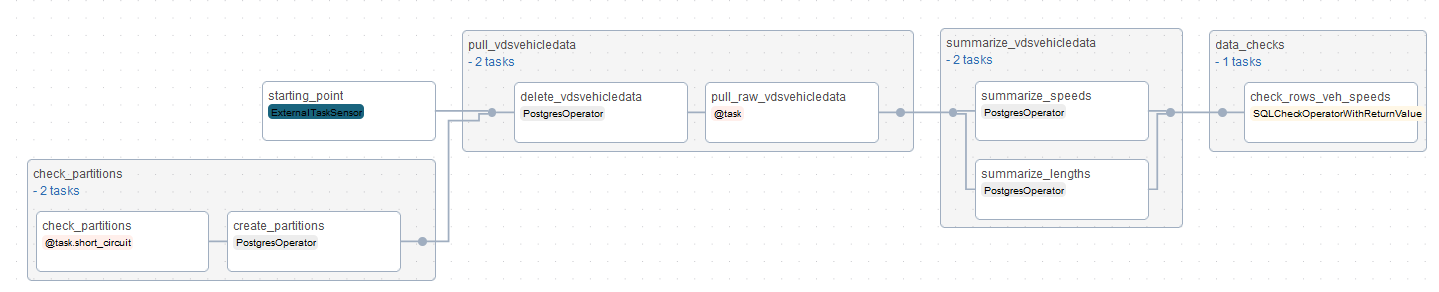 pull_vdsvehicledata
- 2 tasks
summarize_vdsvehicledata
- 2 tasks
data_checks
- 1 tasks
starting_point
ExternalTaskSensor
delete_vdsvehicledata
PostgresOperator
pull_raw_vdsvehicledata
@task
summarize_speeds
PostgresOperator
check_rows_veh_speeds
SQLCheckOperatorWithReturnValue
check_partitions
- 2 tasks
summarize_lengths
PostgresOperator
check_partitions
@task.short_circuit
create_partitions
PostgresOperator